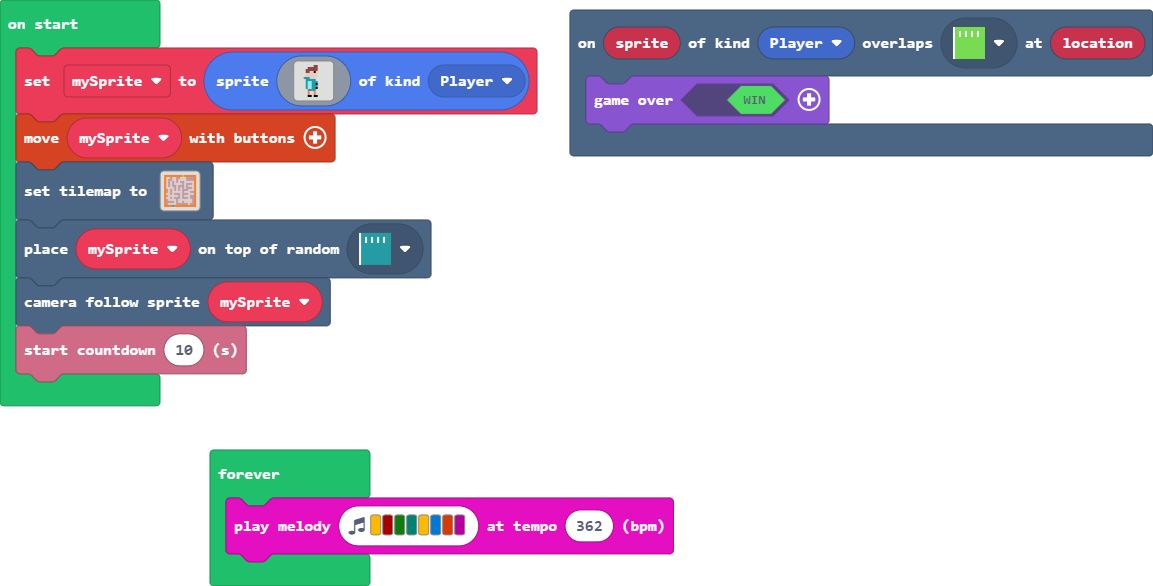 on start
set mySprite to sprite of kind Player
move mySprite with buttons
set tilemap to
place mySprite on top of random
camera follow sprite mySprite
start countdown 10 (s)
on sprite of kind Player overlaps at location
game over WIN
forever
play melody at tempo 362 (bpm)